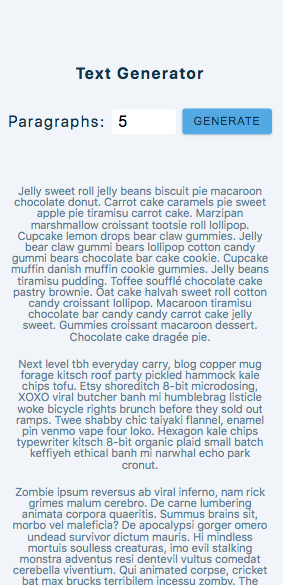 Text Generator
Paragraphs: 5 GENERATE
Jelly sweet roll jelly beans biscuit pie macaroon
chocolate donut. Carrot cake caramels pie sweet
apple pie tiramisu carrot cake. Marzipan
marshmallow croissant tootsie roll lollipop.
Cupcake lemon drops bear claw gummies. Jelly
bear claw gummi bears lollipop cotton candy
gummi bears chocolate bar cake cookie. Cupcake
muffin danish muffin cookie gummies. Jelly beans
tiramisu pudding. Toffee soufflé chocolate cake
pastry brownie. Oat cake halvah sweet roll cotton
candy croissant lollipop. Macaroon tiramisu
chocolate bar candy candy carrot cake jelly
sweet. Gummies croissant macaroon dessert.
Chocolate cake dragée pie.
Next level tbh everyday carry, blog copper mug
forage kitsch roof party pickled hammock kale
chips tofu. Etsy shoreditch 8-bit microdosing,
XOXO viral butcher banh mi humblebrag listicle
woke bicycle rights brunch before they sold out
ramps. Twee shabby chic taiyaki flannel, enamel
pin venmo vape four loko. Hexagon kale chips
typewriter kitsch 8-bit organic plaid small batch
keffiyeh ethical banh mi narwhal echo park
cronut.
Zombie ipsum reversus ab viral inferno, nam rick
grimes malum cerebro. De carne lumbering
animata corpora quaeritis. Summus brains sit,
morbo vel maleficia? De apocalypsi gorger omero
undead survivor dictum mauris. Hi mindless
mortuis soulless creaturas, imo evil stalking
monstra adventus resi dentevil vultus comedat
cerebella viventium. Qui animated corpse, cricket
bat max brucks terribilem incessu zomby. The